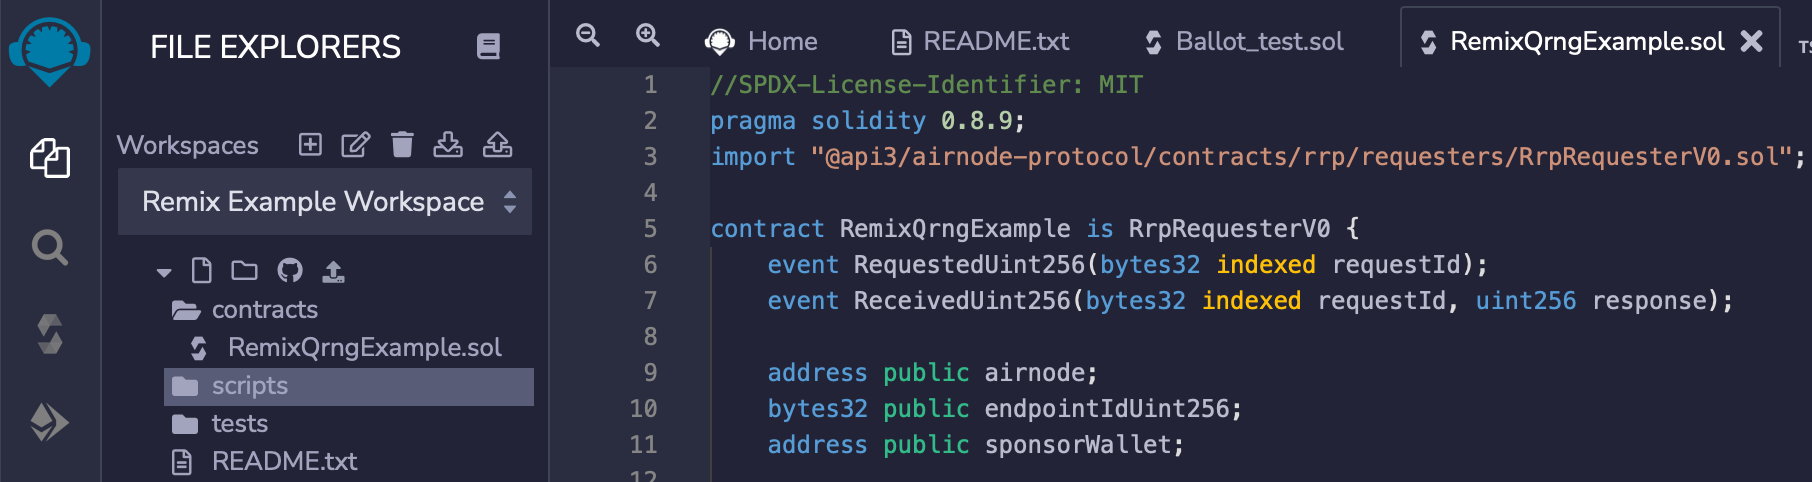 FILE EXPLORERS
Workspaces
Remix Example Workspace
contracts
RemixQrngExample.sol
scripts
tests
README.txt
Home README.txt Ballot_test.sol RemixQrngExample.sol TS
1 //SPDX-License-Identifier: MIT
2 pragma solidity 0.8.9;
3 import "@api3/airnode-protocol/contracts/rrp/requesters/RrpRequesterV0.sol";
4
5 contract RemixQrngExample is RrpRequesterV0 {
6 event RequestedUint256(bytes32 indexed requestId);
7 event ReceivedUint256(bytes32 indexed requestId, uint256 response);
8
9 address public airnode;
10 bytes32 public endpointIdUint256;
11 address public sponsorWallet;
12